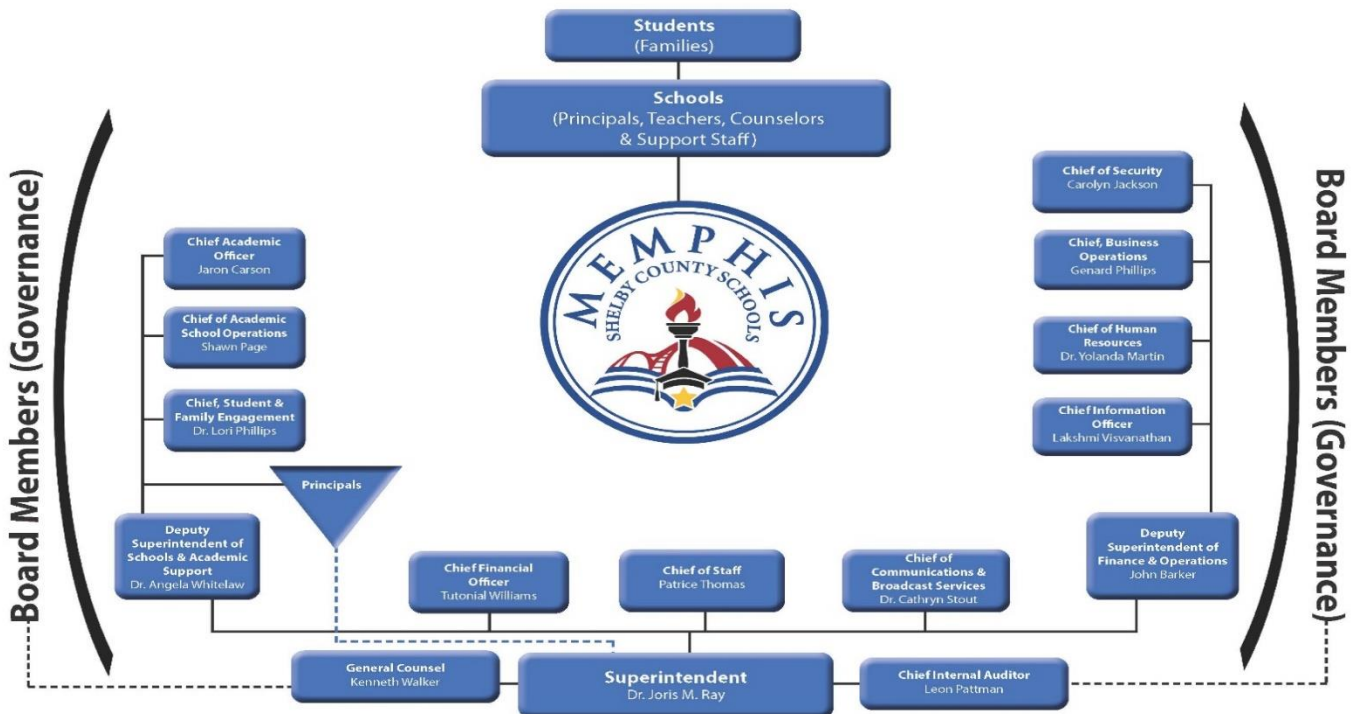 Students
(Families)
Schools
(Principals, Teachers, Counselors
& Support Staff)
Board Members (Governance)
Board Members (Governance)
MEMPHIS
SHELBY COUNTY SCHOOLS
Chief Academic
Officer
Jaron Carson
Chief of Academic
School Operations
Shawn Page
Chief, Student &
Family Engagement
Dr. Lori Phillips
Principals
Deputy
Superintendent of
Schools & Academic
Support
Dr. Angela Whitelaw
Chief of Security
Carolyn Jackson
Chief, Business
Operations
Genard Phillips
Chief of Human
Resources
Dr. Yolanda Martin
Chief Information
Officer
Lakshmi Visvanathan
Deputy
Superintendent of
Finance & Operations
John Barker
Chief Financial
Officer
Tutonial Williams
Chief of Staff
Patrice Thomas
Chief of
Communications &
Broadcast Services
Dr. Cathryn Stout
General Counsel
Kenneth Walker
Superintendent
Dr. Joris M. Ray
Chief Internal Auditor
Leon Pattman